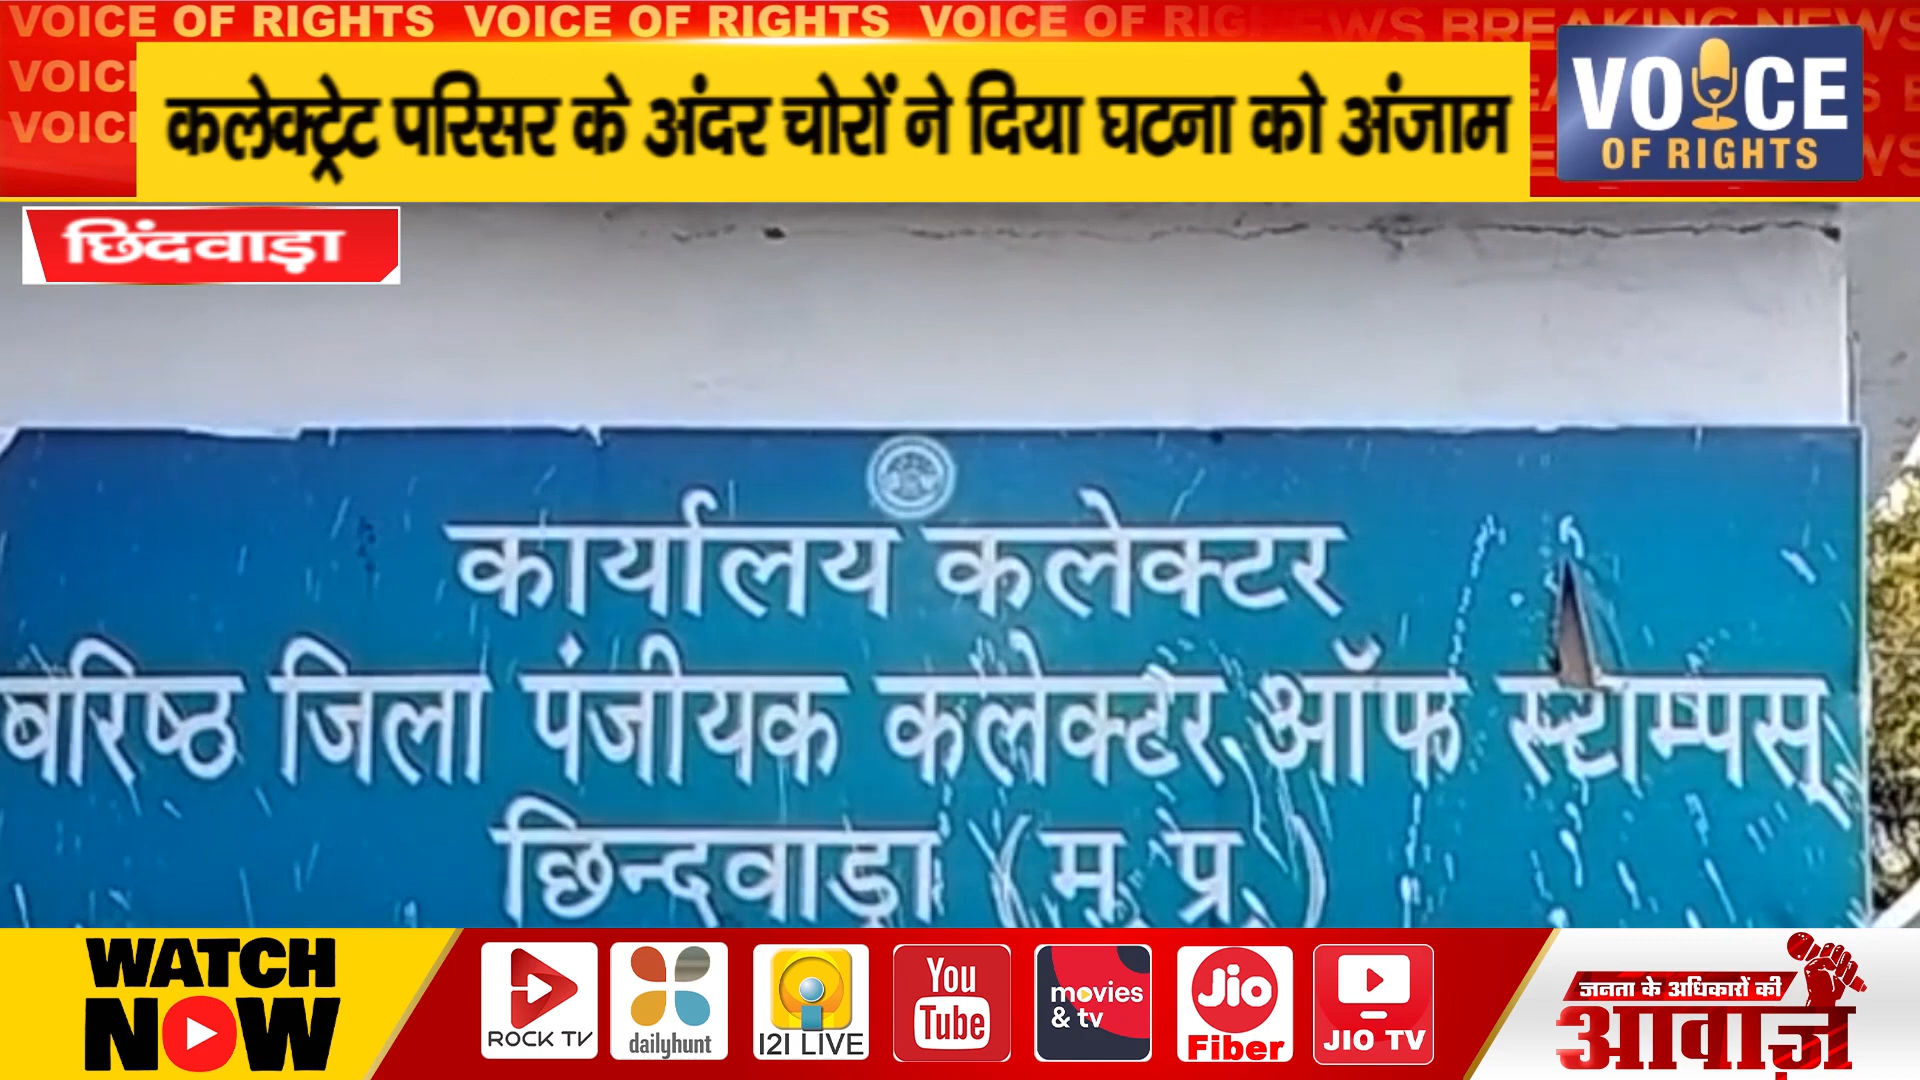 VOICE OF RIGHTS VOICE OF RIGHTS VOICE OF RIG
कलेक्ट्रेट परिसर के अंदर चोरों ने दिया घटना को अंजाम
VOICE
OF RIGHTS
छिंदवाड़ा
कार्यालय कलेक्टर
वरिष्ठ जिला पंजीयक कलेक्टर ऑफ स्टाम्पस्
छिन्दवाड़ा (म.प्र.)
WATCH
NOW
ROCK TV
dailyhunt
I2I LIVE
You
Tube
movies
& tv
Jio
Fiber
JIO TV
जनता के अधिकारों की
आवाज़